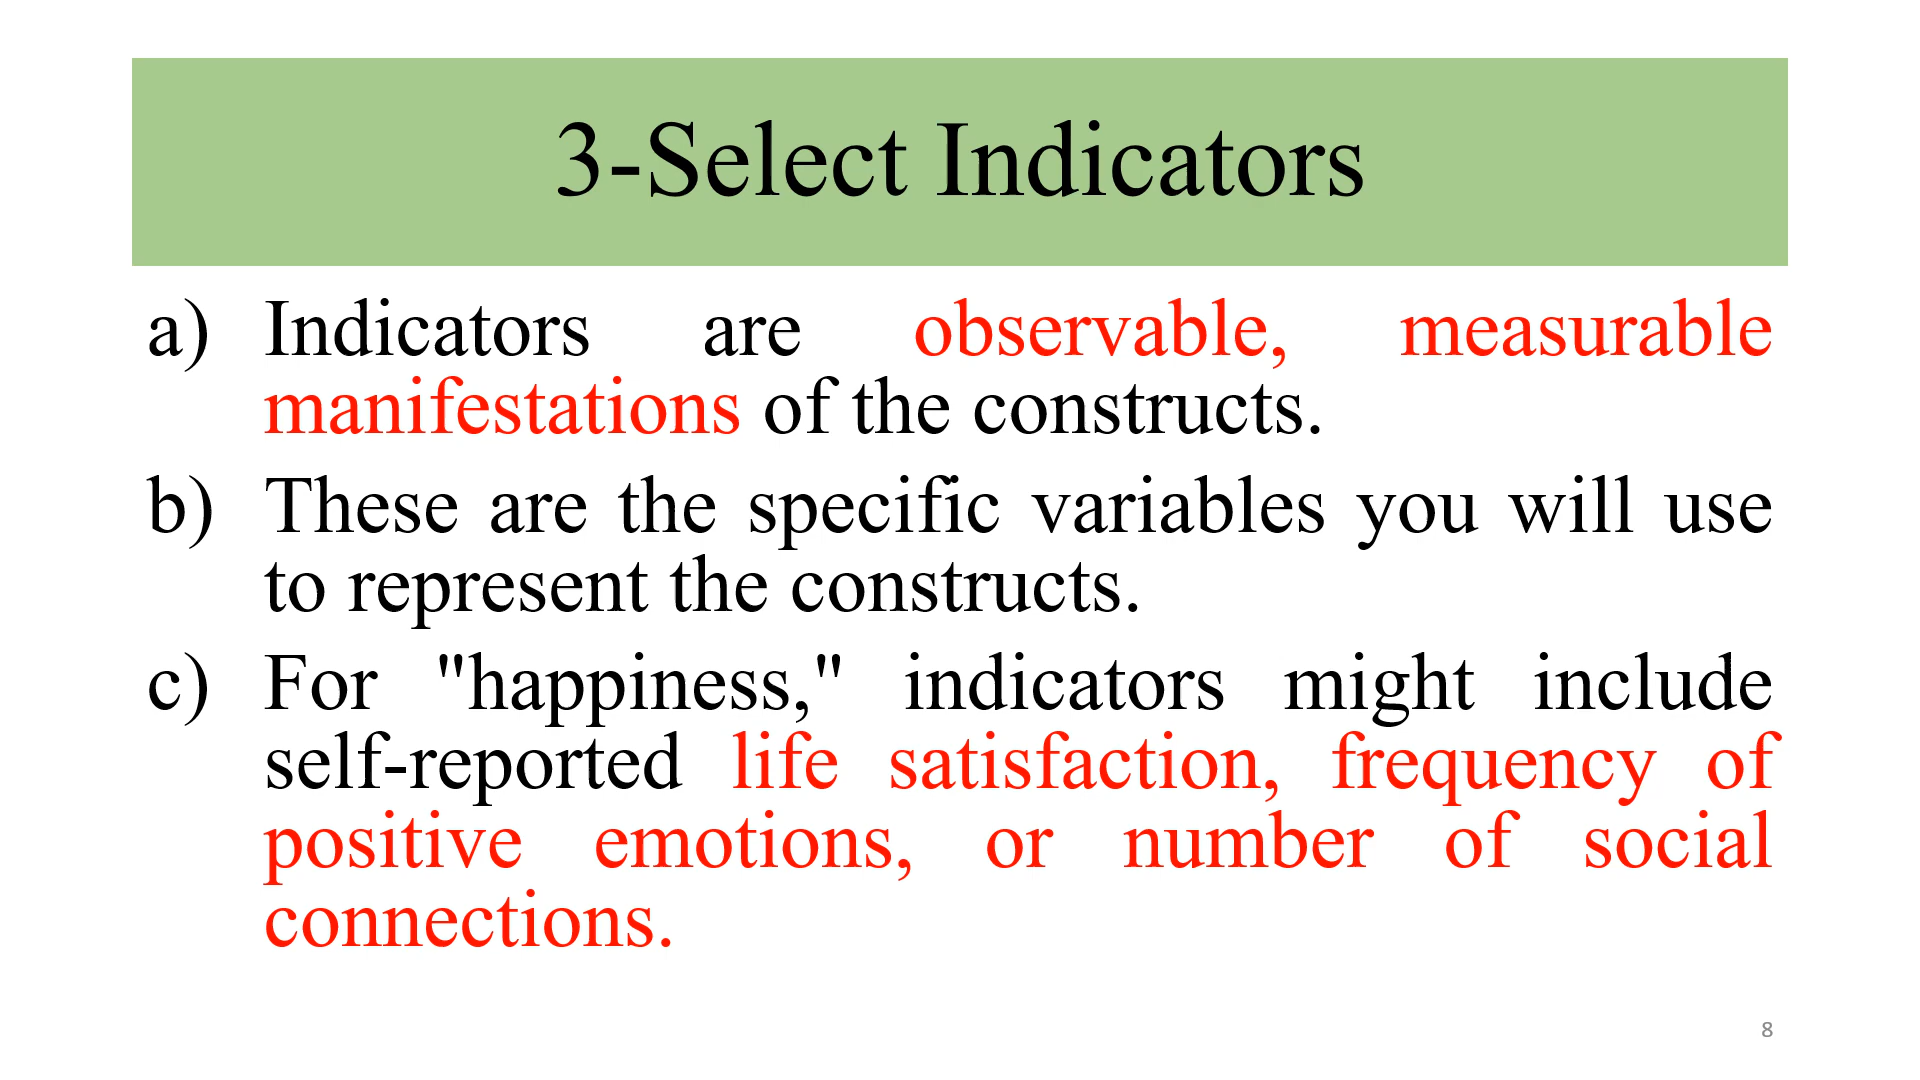 3-Select Indicators
a) Indicators are observable, measurable
manifestations of the constructs.
b) These are the specific variables you will use
to represent the constructs.
c) For "happiness," indicators might include
self-reported life satisfaction, frequency of
positive emotions, or number of social
connections.
8